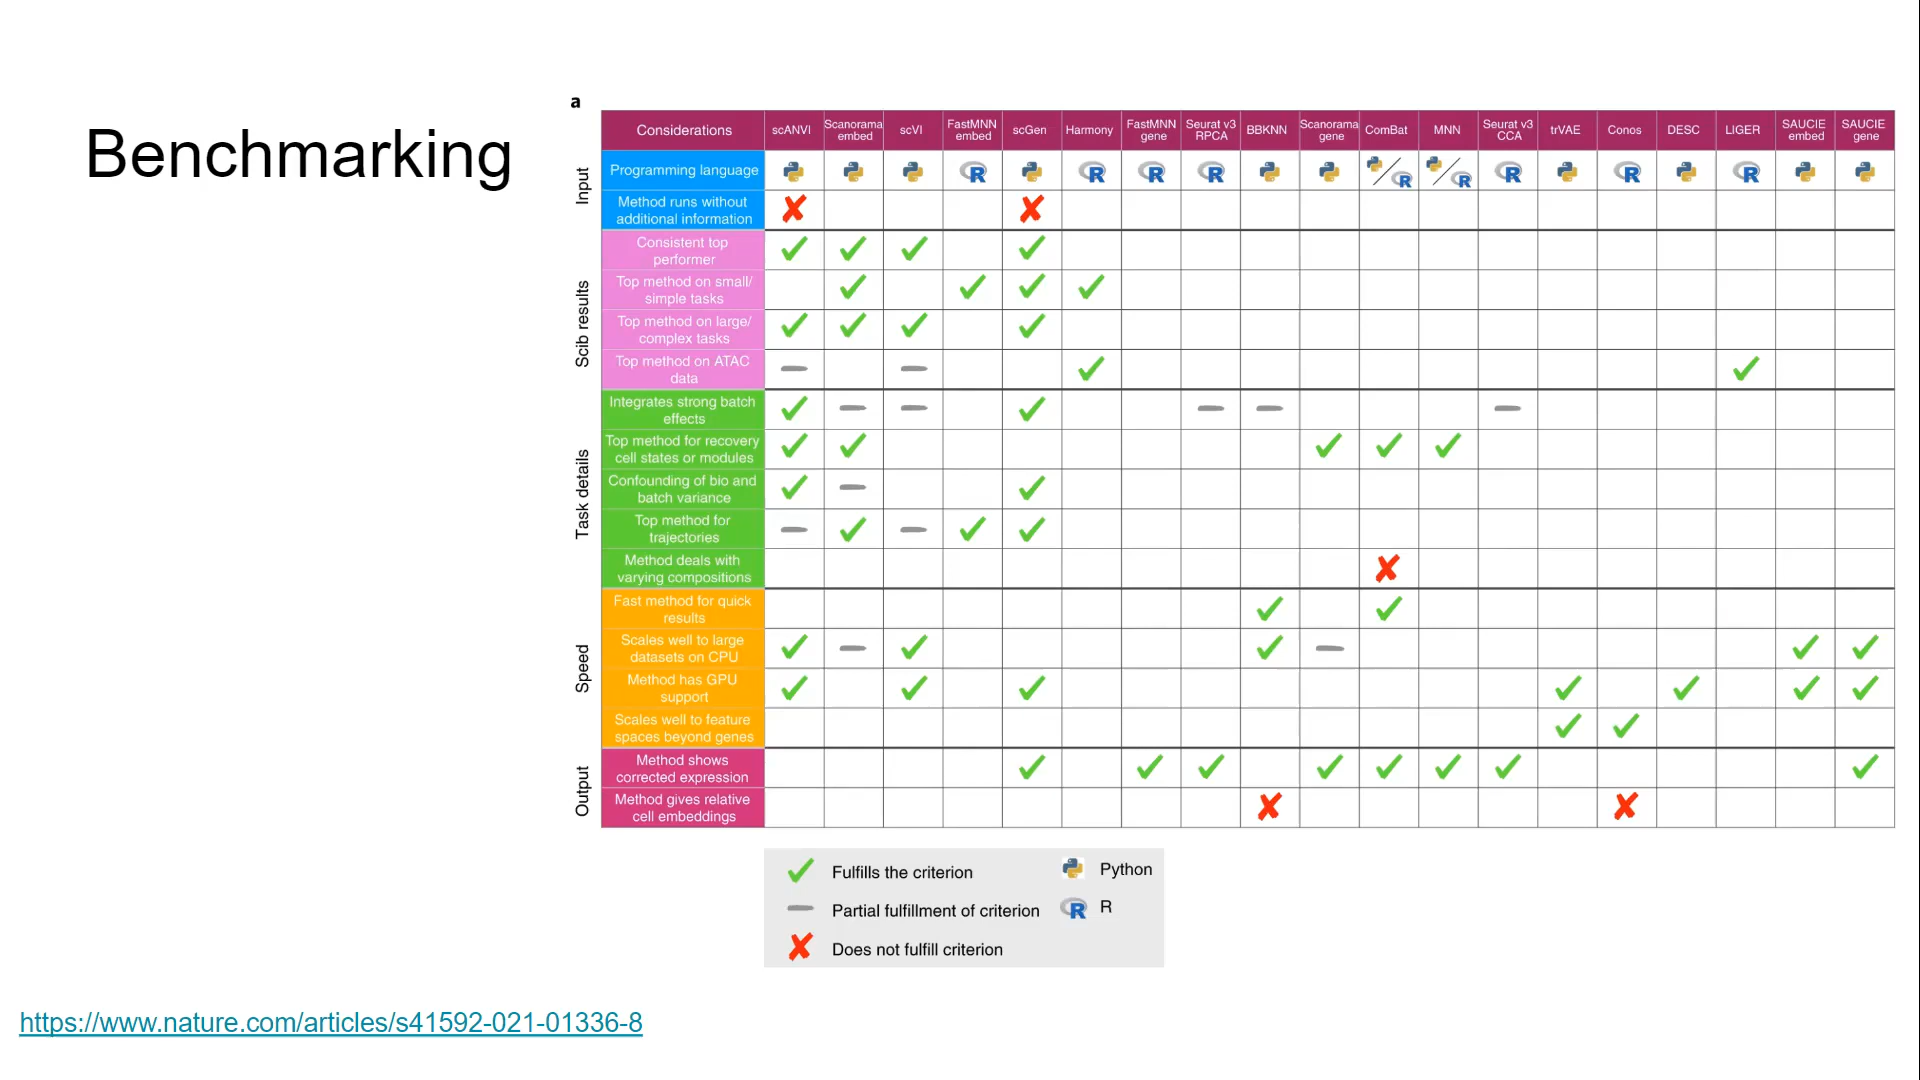 Benchmarking
a
Considerations scANVI Scanorama embed scVI FastMNN embed scGen Harmony FastMNN gene Seurat v3 RPCA BBKNN Scanorama gene ComBat MNN Seurat v3 CCA trVAE Conos DESC LIGER SAUCIE embed SAUCIE gene
Input
Programming language
R
R
R
R
R
R
R
R
R
Method runs without
additional information
Scib results
Consistent top
performer
Top method on small/
simple tasks
Top method on large/
complex tasks
Top method on ATAC
data
Task details
Integrates strong batch
effects
Top method for recovery
cell states or modules
Confounding of bio and
batch variance
Top method for
trajectories
Method deals with
varying compositions
Speed
Fast method for quick
results
Scales well to large
datasets on CPU
Method has GPU
support
Scales well to feature
spaces beyond genes
Output
Method shows
corrected expression
Method gives relative
cell embeddings
Fulfills the criterion
Python
Partial fulfillment of criterion
R R
Does not fulfill criterion
https://www.nature.com/articles/s41592-021-01336-8